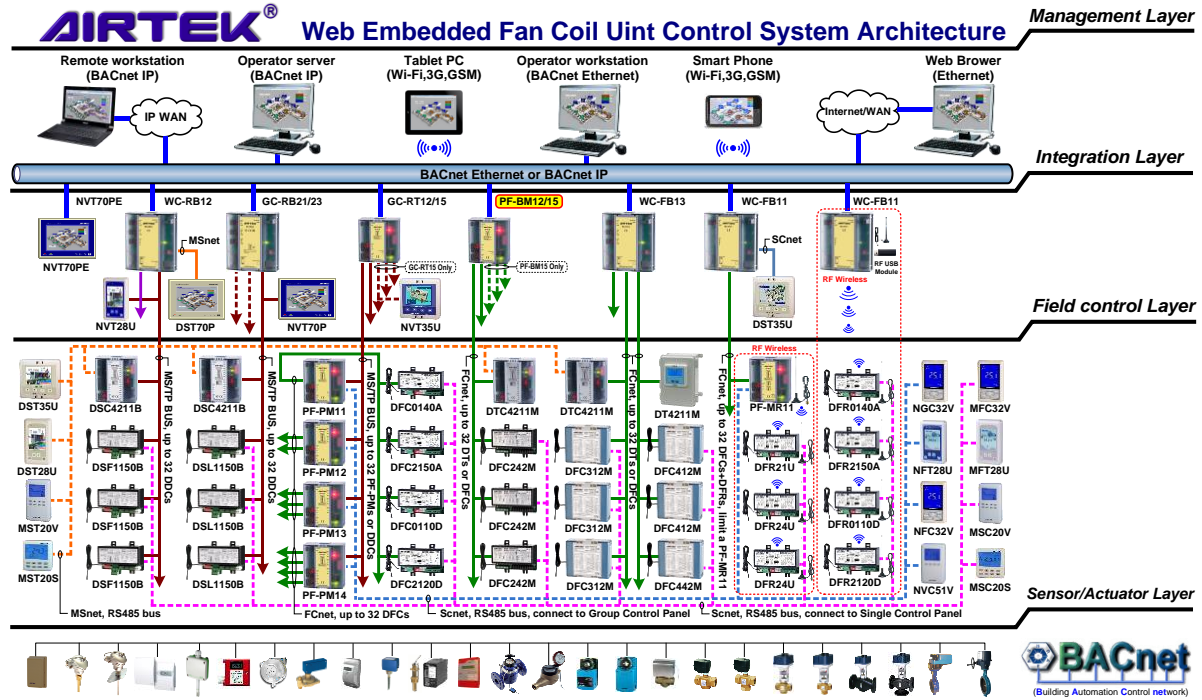 AIRTEK®
Web Embedded Fan Coil Uint Control System Architecture
Management Layer
Remote workstation
(BACnet IP)
Operator server
(BACnet IP)
Tablet PC
(Wi-Fi,3G,GSM)
Operator workstation
(BACnet Ethernet)
Smart Phone
(Wi-Fi,3G,GSM)
Web Brower
(Ethernet)
IP WAN
Internet/WAN
Integration Layer
BACnet Ethernet or BACnet IP
NVT70PE
WC-RB12
GC-RB21/23
GC-RT12/15
PF-BM12/15
WC-FB13
WC-FB11
WC-FB11
MSnet
SCnet
RF USB
Module
GC-RT15 Only
PF-BM15 Only
RF Wireless
NVT70PE
NVT28U
DST70P
NVT70P
NVT35U
DST35U
Field control Layer
RF Wireless
DST35U
DSC4211B
DSC4211B
PF-PM11
DFC0140A
DTC4211M
DTC4211M
DT4211M
PF-MR11
DFR0140A
NGC32V
MFC32V
MS/TP BUS, up to 32 DDCs
MS/TP BUS, up to 32 DDCs
MS/TP BUS, up to 32 PF-PMs or DDCs
FCnet, up to 32 DTs or DFCs
FCnet, up to 32 DTs or DFCs
FCnet, up to 32 DFCs+DFRs, limit a PF-MR11
DST28U
DSF1150B
DSL1150B
PF-PM12
DFC2150A
DFC242M
DFC312M
DFC412M
DFR21U
DFR2150A
NFT28U
MFT28U
MST20V
DSF1150B
DSL1150B
PF-PM13
DFC0110D
DFC242M
DFC312M
DFC412M
DFR24U
DFR0110D
NFC32V
MSC20V
MST20S
DSF1150B
DSL1150B
PF-PM14
DFC2120D
DFC242M
DFC312M
DFC442M
DFR24U
DFR2120D
NVC51V
MSC20S
MSnet, RS485 bus
FCnet, up to 32 DFCs
Scnet, RS485 bus, connect to Group Control Panel
Scnet, RS485 bus, connect to Single Control Panel
Sensor/Actuator Layer
BACnet
(Building Automation Control network)